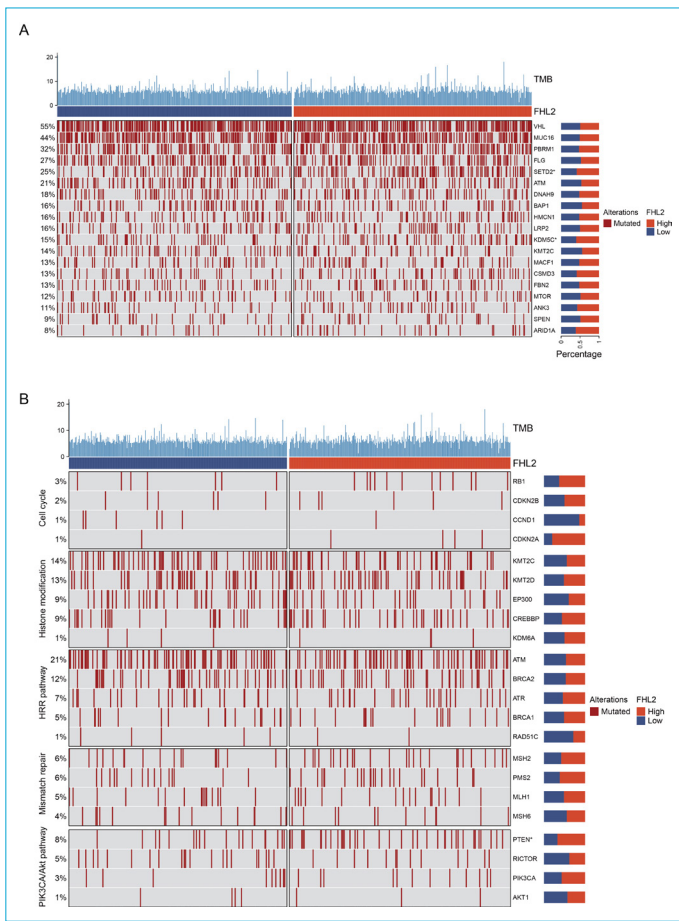 A
TMB
20
10
0
FHL2
55% VHL
44% MUC16
32% PBRM1
27% FLG
25% SETD2*
21% ATM
18% DNAH9
16% BAP1
16% HMCN1
16% LRP2
15% KDM5C*
14% KMT2C
13% MACF1
13% CSMD3
13% FBN2
12% MTOR
11% ANK3
9% SPEN
8% ARID1A
Alterations FHL2
Mutated High
Low
0 0.5 1
Percentage
B
TMB
20
10
0
FHL2
Cell cycle
3% RB1
2% CDKN2B
1% CCND1
1% CDKN2A
Histone modification
14% KMT2C
13% KMT2D
9% EP300
9% CREBBP
1% KDM6A
HRR pathway
21% ATM
12% BRCA2
7% ATR
5% BRCA1
1% RAD51C
Alterations FHL2
Mutated High
Low
Mismatch repair
6% MSH2
6% PMS2
5% MLH1
4% MSH6
PIK3CA/Akt pathway
8% PTEN*
5% RICTOR
3% PIK3CA
1% AKT1